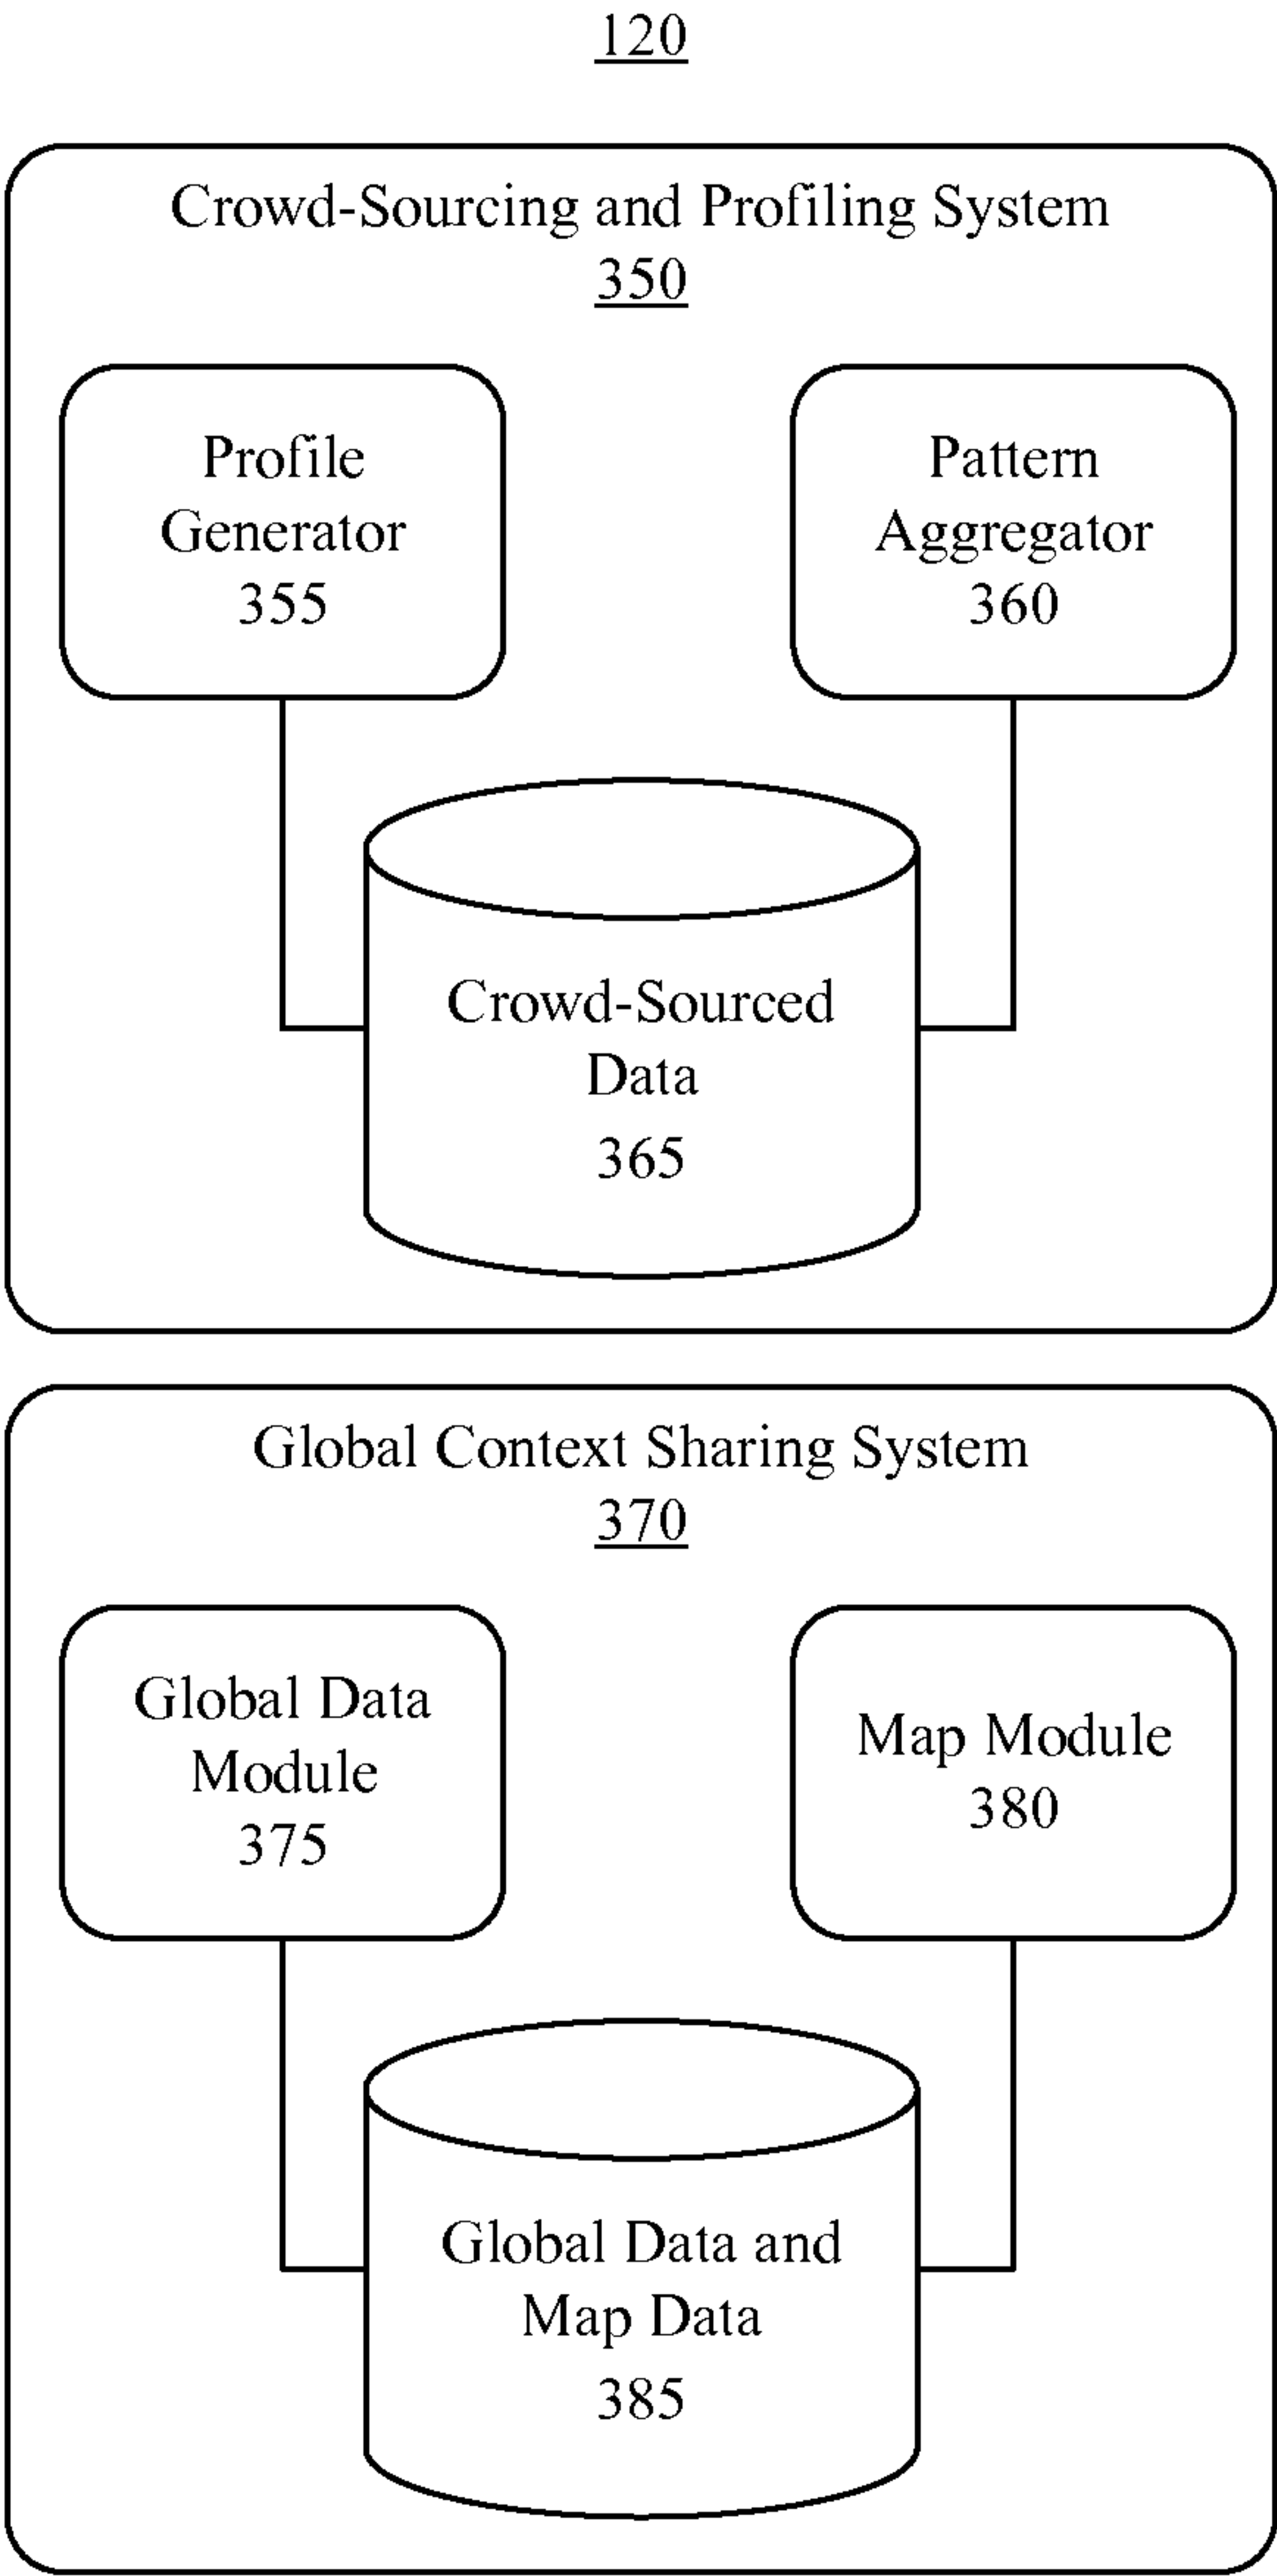 120
Crowd-Sourcing and Profiling System
350
Profile
Generator
355
Pattern
Aggregator
360
Crowd-Sourced
Data
365
Global Context Sharing System
370
Global Data
Module
375
Map Module
380
Global Data and
Map Data
385